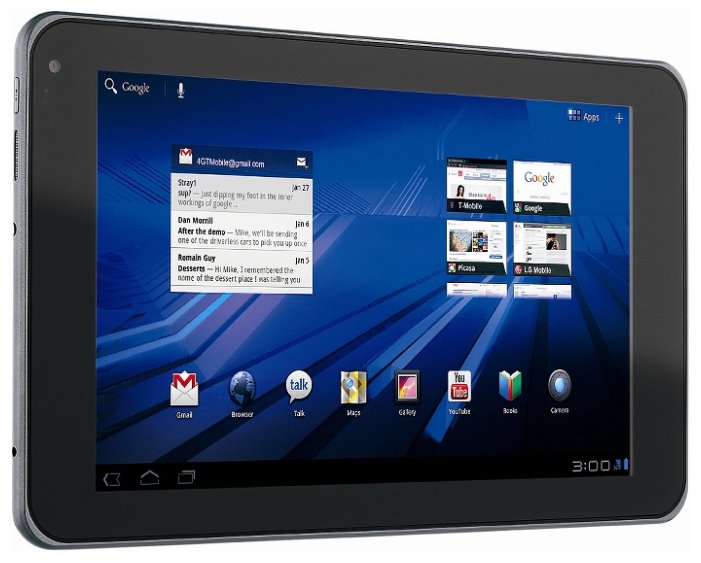 Google
Apps
4GTMobile@gmail.com
Stray1 Jan 27
sup? — Just dipping my foot in the inner
workings of google...
Dan Morrill Jan 6
After the demo — Mike, we'll be sending
one of the driverless cars to pick you up once
Romain Guy Jan 5
Desserts — Hi Mike, I remembered the
name of the dessert place I was telling you
Google
T-Mobile
Google
Picasa
LG Mobile
talk
You
Tube
Gmail
Browser
Talk
Maps
Gallery
YouTube
Books
Camera
3:00